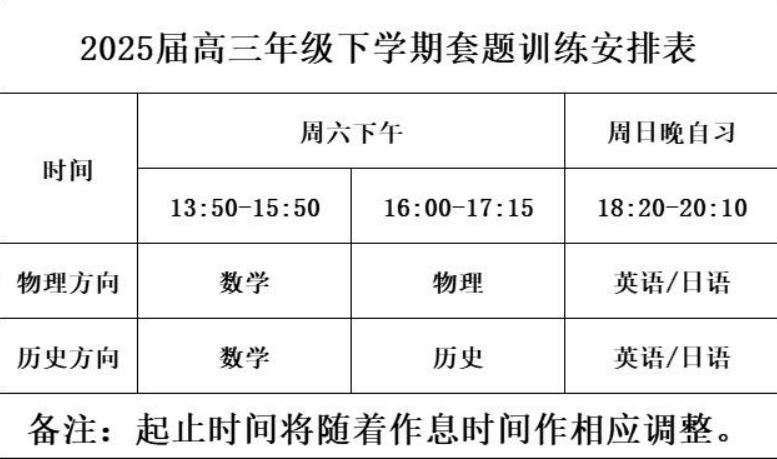 2025届高三年级下学期套题训练安排表
时间 周六下午 周日晚自习
13:50-15:50 16:00-17:15 18:20-20:10
物理方向 数学 物理 英语/日语
历史方向 数学 历史 英语/日语
备注：起止时间将随着作息时间作相应调整。